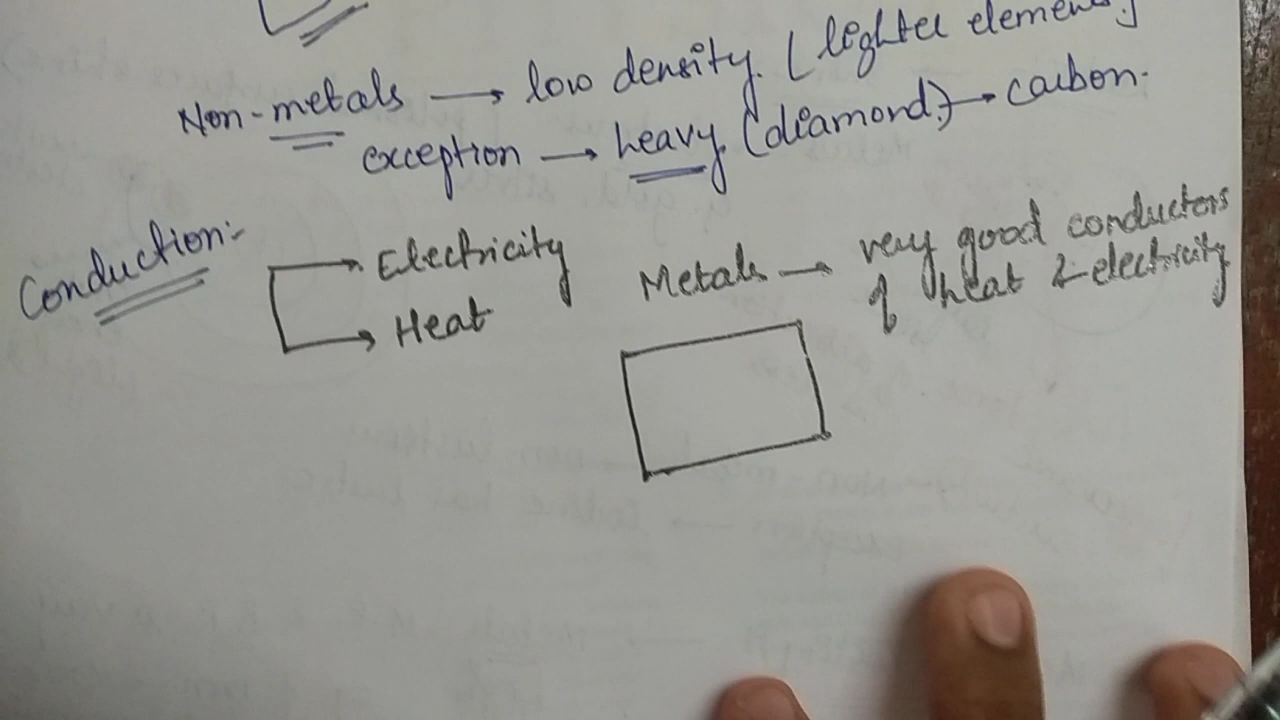 Non-metals → low density. (lighter elements)
exception → heavy (diamond) → carbon.
Conduction:-
Electricity
Heat
Metals → very good conductors
of heat & electricity